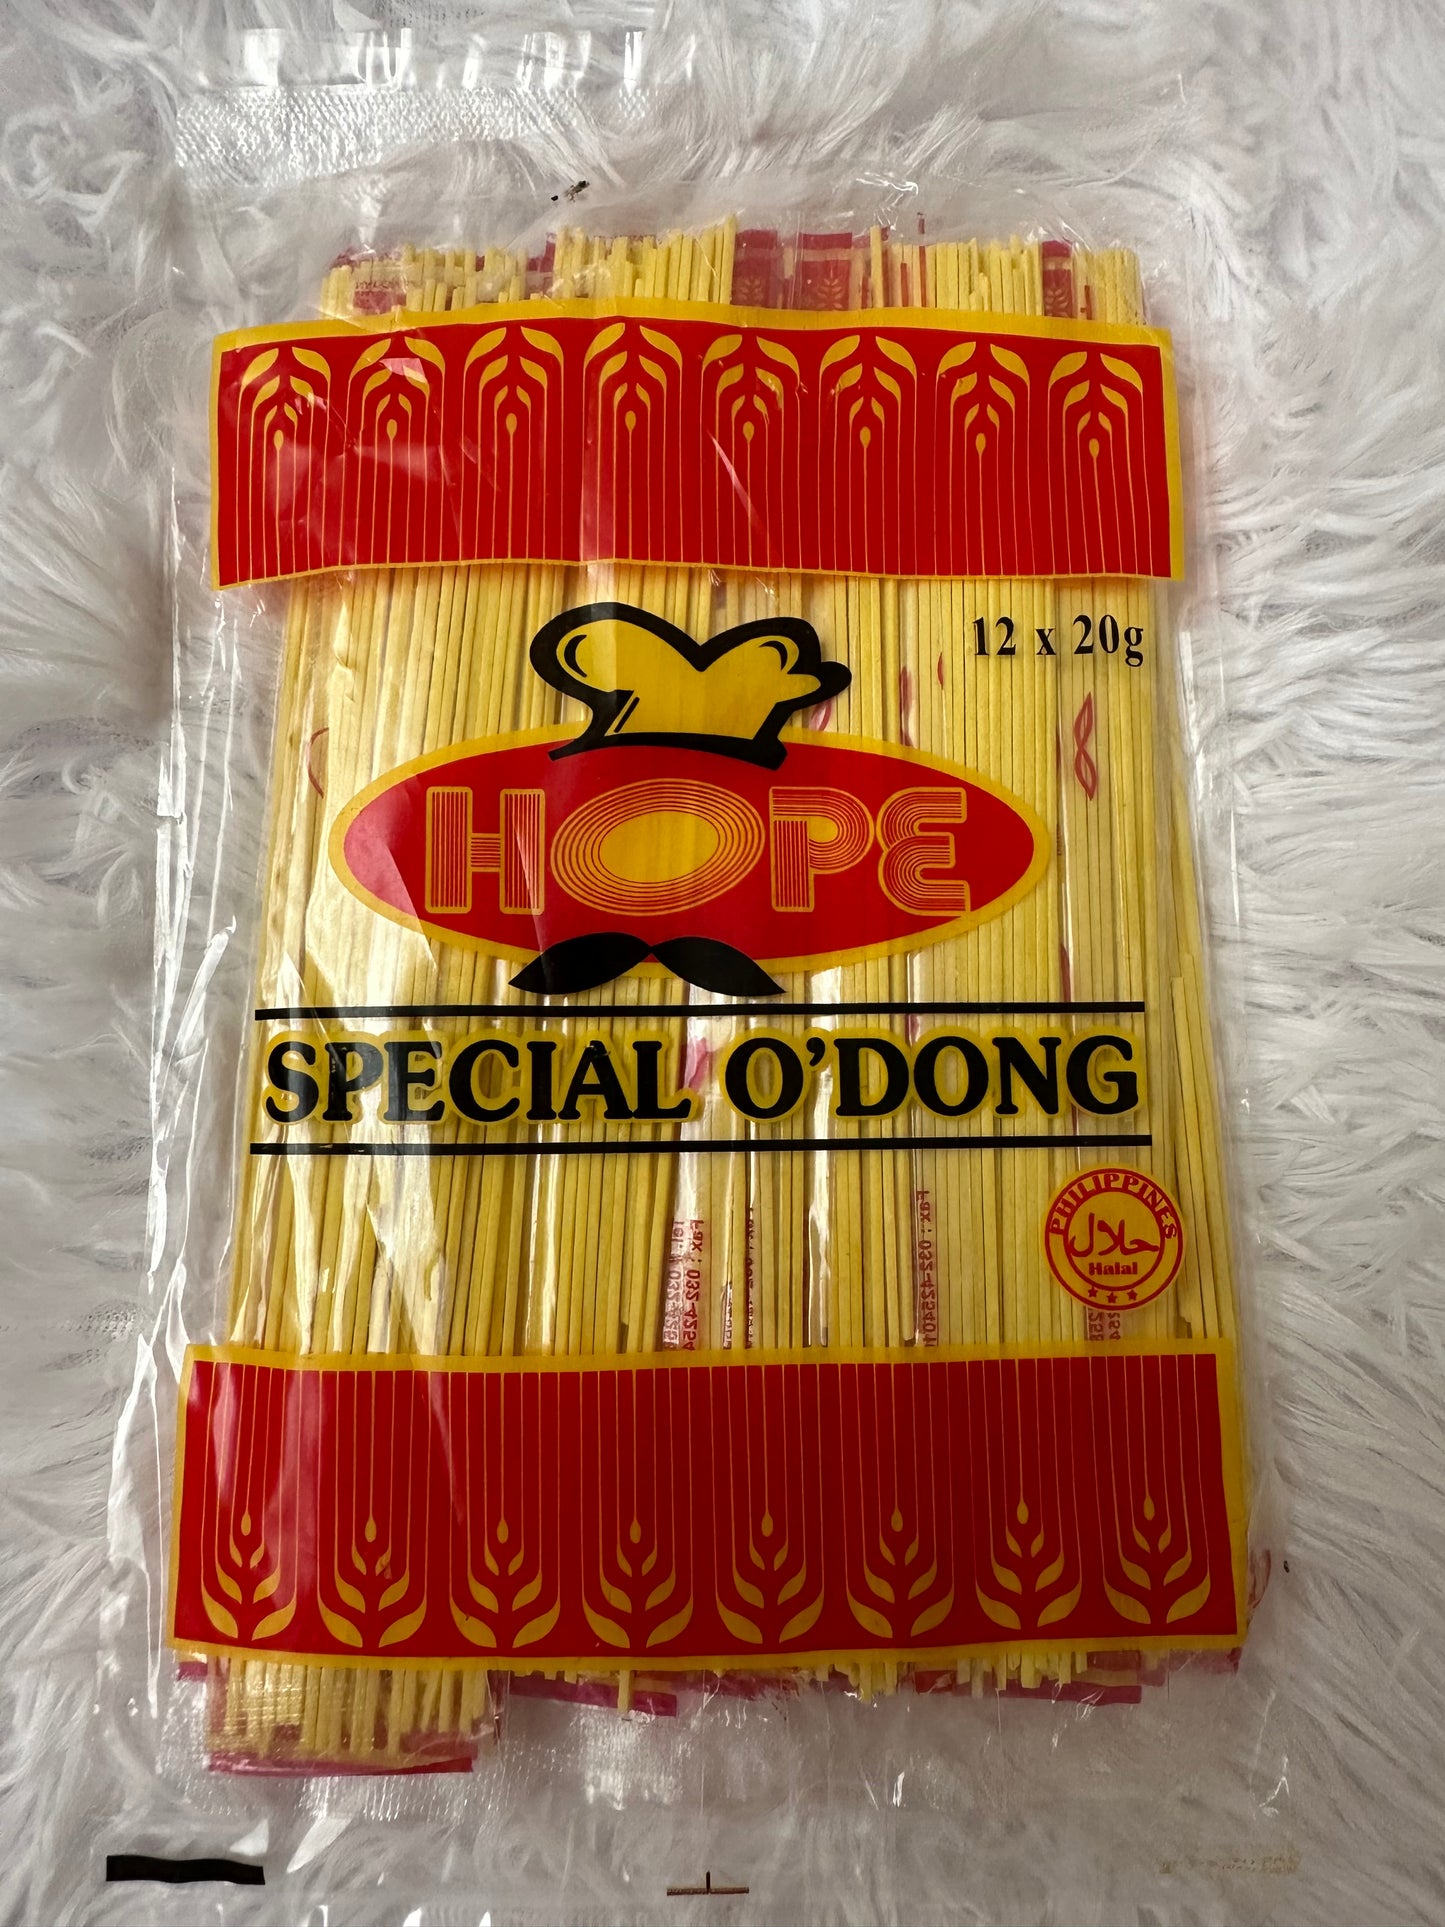 12 x 20g
HOPE
SPECIAL O'DONG
PHILIPPINES
حلال
Halal